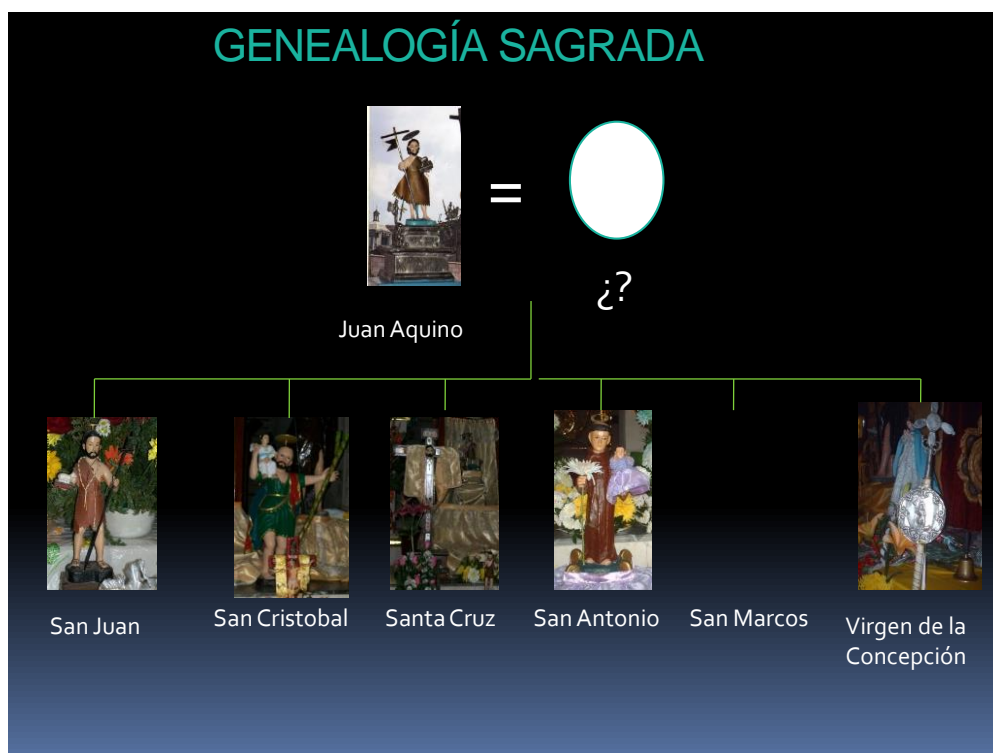 GENEALOGÍA SAGRADA
=
¿?
Juan Aquino
San Juan
San Cristobal
Santa Cruz
San Antonio
San Marcos
Virgen de la
Concepción